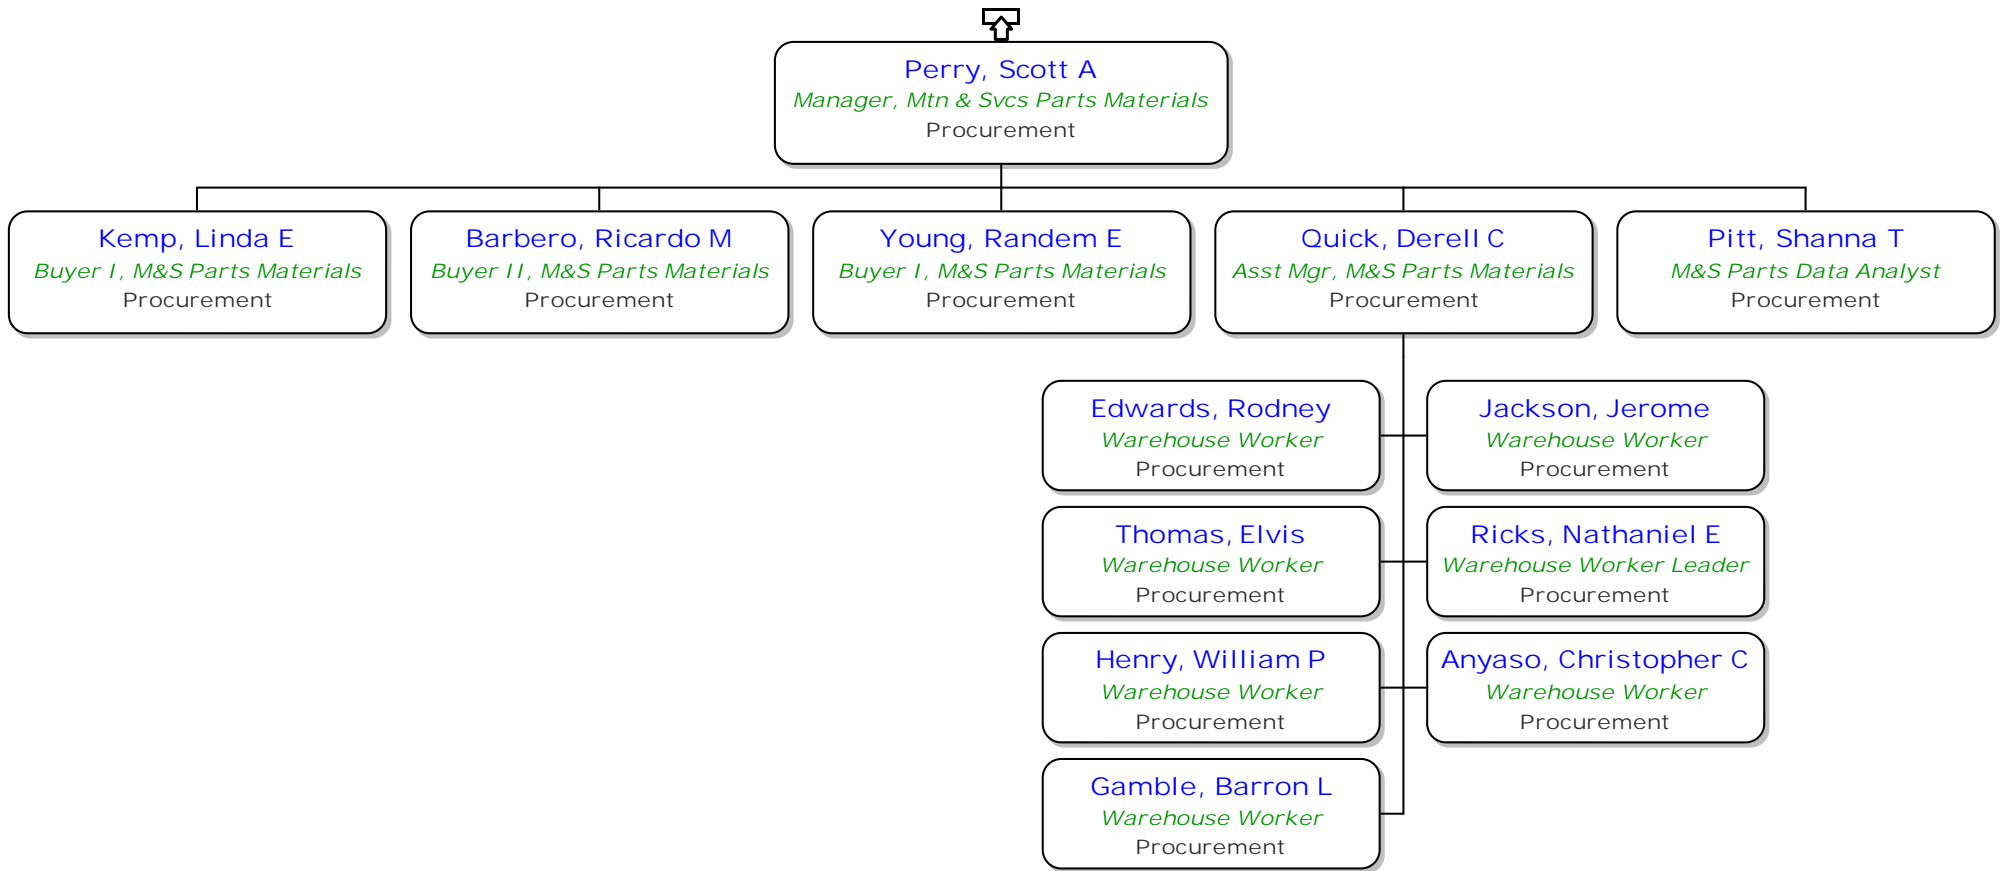 Perry, Scott A
Manager, Mtn & Svcs Parts Materials
Procurement
Kemp, Linda E
Buyer I, M&S Parts Materials
Procurement
Barbero, Ricardo M
Buyer II, M&S Parts Materials
Procurement
Young, Randem E
Buyer I, M&S Parts Materials
Procurement
Quick, Derell C
Asst Mgr, M&S Parts Materials
Procurement
Pitt, Shanna T
M&S Parts Data Analyst
Procurement
Edwards, Rodney
Warehouse Worker
Procurement
Jackson, Jerome
Warehouse Worker
Procurement
Thomas, Elvis
Warehouse Worker
Procurement
Ricks, Nathaniel E
Warehouse Worker Leader
Procurement
Henry, William P
Warehouse Worker
Procurement
Anyaso, Christopher C
Warehouse Worker
Procurement
Gamble, Barron L
Warehouse Worker
Procurement